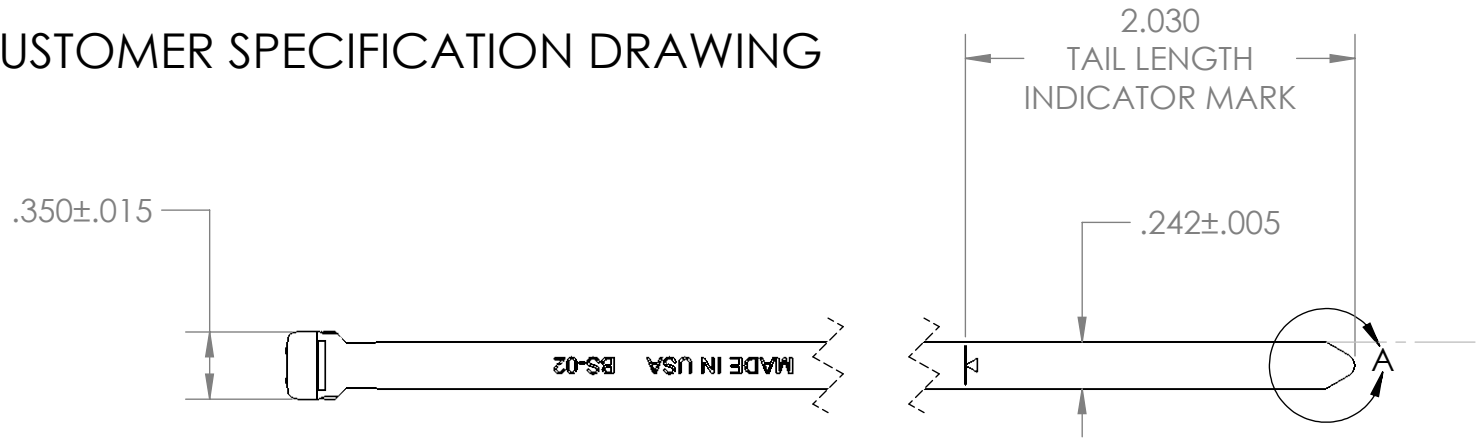 USTOMER SPECIFICATION DRAWING
2.030
TAIL LENGTH
INDICATOR MARK
.350±.015
.242±.005
MADE IN USA BS-02
A